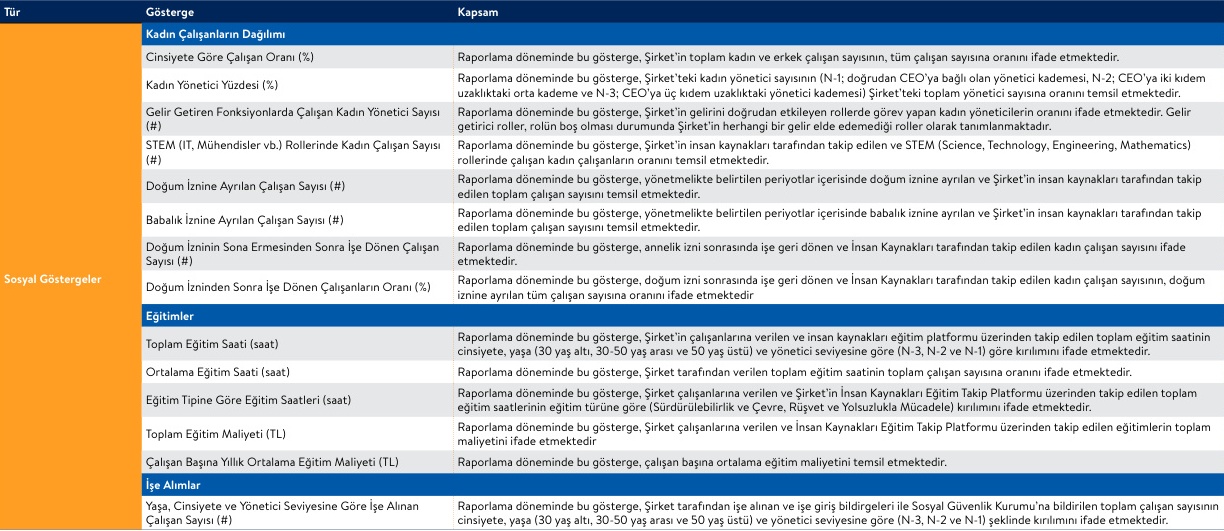 Tür Gösterge Kapsam
Kadın Çalışanların Dağılımı
Cinsiyete Göre Çalışan Oranı (%) Raporlama döneminde bu gösterge, Şirket’in toplam kadın ve erkek çalışan sayısının, tüm çalışan sayısına oranını ifade etmektedir.
Kadın Yönetici Yüzdesi (%)
Raporlama döneminde bu gösterge, Şirket’teki kadın yönetici sayısının (N-1; doğrudan CEO’ya bağlı olan yönetici kademesi, N-2; CEO’ya iki kıdem
uzaklıktaki orta kademe ve N-3; CEO’ya üç kıdem uzaklıktaki yönetici kademesi) Şirket’teki toplam yönetici sayısına oranını temsil etmektedir.
Gelir Getiren Fonksiyonlarda Çalışan Kadın Yönetici Sayısı
(#)
Raporlama döneminde bu gösterge, Şirket’in gelirini doğrudan etkileyen rollerde görev yapan kadın yöneticilerin oranını ifade etmektedir. Gelir
getirici roller, rolün boş olması durumunda Şirket’in herhangi bir gelir elde edemediği roller olarak tanımlanmaktadır.
STEM (IT, Mühendisler vb.) Rollerinde Kadın Çalışan Sayısı
(#)
Raporlama döneminde bu gösterge, Şirket’in insan kaynakları tarafından takip edilen ve STEM (Science, Technology, Engineering, Mathematics)
rollerinde çalışan kadın çalışanların oranını temsil etmektedir.
Doğum İznine Ayrılan Çalışan Sayısı (#)
Raporlama döneminde bu gösterge, yönetmelikte belirtilen periyotlar içerisinde doğum iznine ayrılan ve Şirket’in insan kaynakları tarafından takip
edilen toplam çalışan sayısını temsil etmektedir.
Babalık İznine Ayrılan Çalışan Sayısı (#)
Raporlama döneminde bu gösterge, yönetmelikte belirtilen periyotlar içerisinde babalık iznine ayrılan ve Şirket’in insan kaynakları tarafından takip
edilen toplam çalışan sayısını temsil etmektedir.
Doğum İzninin Sona Ermesinden Sonra İşe Dönen Çalışan
Sayısı (#)
Raporlama döneminde bu gösterge, annelik izni sonrasında işe geri dönen ve İnsan Kaynakları tarafından takip edilen kadın çalışan sayısını ifade
etmektedir.
Sosyal Göstergeler
Doğum İzninden Sonra İşe Dönen Çalışanların Oranı (%)
Raporlama döneminde bu gösterge, doğum izni sonrasında işe geri dönen ve İnsan Kaynakları tarafından takip edilen kadın çalışan sayısının, doğum
iznine ayrılan tüm çalışan sayısına oranını ifade etmektedir
Eğitimler
Toplam Eğitim Saati (saat)
Raporlama döneminde bu gösterge, Şirket’in çalışanlarına verilen ve insan kaynakları eğitim platformu üzerinden takip edilen toplam eğitim saatinin
cinsiyete, yaşa (30 yaş altı, 30-50 yaş arası ve 50 yaş üstü) ve yönetici seviyesine göre (N-3, N-2 ve N-1) göre kırılımını ifade etmektedir.
Ortalama Eğitim Saati (saat) Raporlama döneminde bu gösterge, Şirket tarafından verilen toplam eğitim saatinin toplam çalışan sayısına oranını ifade etmektedir.
Eğitim Tipine Göre Eğitim Saatleri (saat)
Raporlama döneminde bu gösterge, Şirket çalışanlarına verilen ve Şirket’in İnsan Kaynakları Eğitim Takip Platformu üzerinden takip edilen toplam
eğitim saatlerinin eğitim türüne göre (Sürdürülebilirlik ve Çevre, Rüşvet ve Yolsuzlukla Mücadele) kırılımını ifade etmektedir.
Toplam Eğitim Maliyeti (TL)
Raporlama döneminde bu gösterge, Şirket çalışanlarına verilen ve İnsan Kaynakları Eğitim Takip Platformu üzerinden takip edilen eğitimlerin toplam
maliyetini ifade etmektedir
Çalışan Başına Yıllık Ortalama Eğitim Maliyeti (TL) Raporlama döneminde bu gösterge, çalışan başına ortalama eğitim maliyetini temsil etmektedir.
İşe Alımlar
Yaşa, Cinsiyete ve Yönetici Seviyesine Göre İşe Alınan
Çalışan Sayısı (#)
Raporlama döneminde bu gösterge, Şirket tarafından işe alınan ve işe giriş bildirgeleri ile Sosyal Güvenlik Kurumu’na bildirilen toplam çalışan sayısının
cinsiyete, yaşa (30 yaş altı, 30-50 yaş arası ve 50 yaş üstü) ve yönetici seviyesine göre (N-3, N-2 ve N-1) şeklinde kırılımını ifade etmektedir.